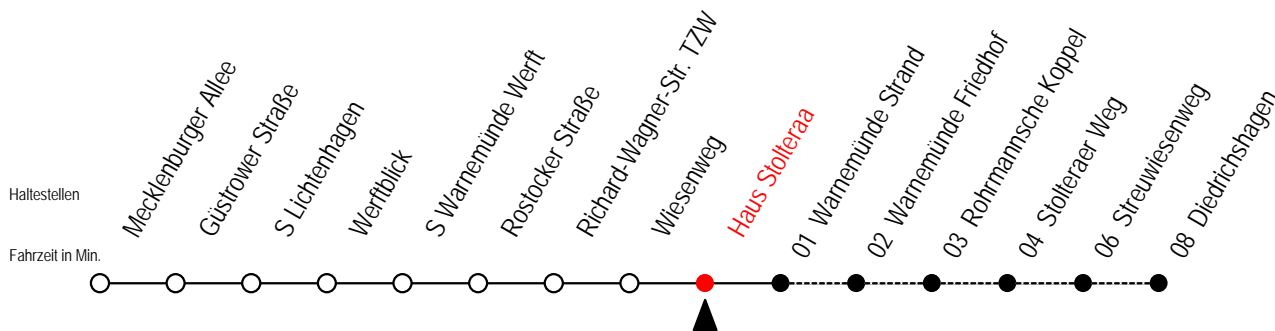 Haltestellen
Fahrzeit in Min.
Mecklenburger Allee
Güstrower Straße
S Lichtenhagen
Werftblick
S Warnemünde Werft
Rostocker Straße
Richard-Wagner-Str. TZW
Wiesenweg
Haus Stolteraa
01 Warnemünde Strand
02 Warnemünde Friedhof
03 Rohrmannsche Koppel
04 Stolteraer Weg
06 Streuwiesenweg
08 Diedrichshagen